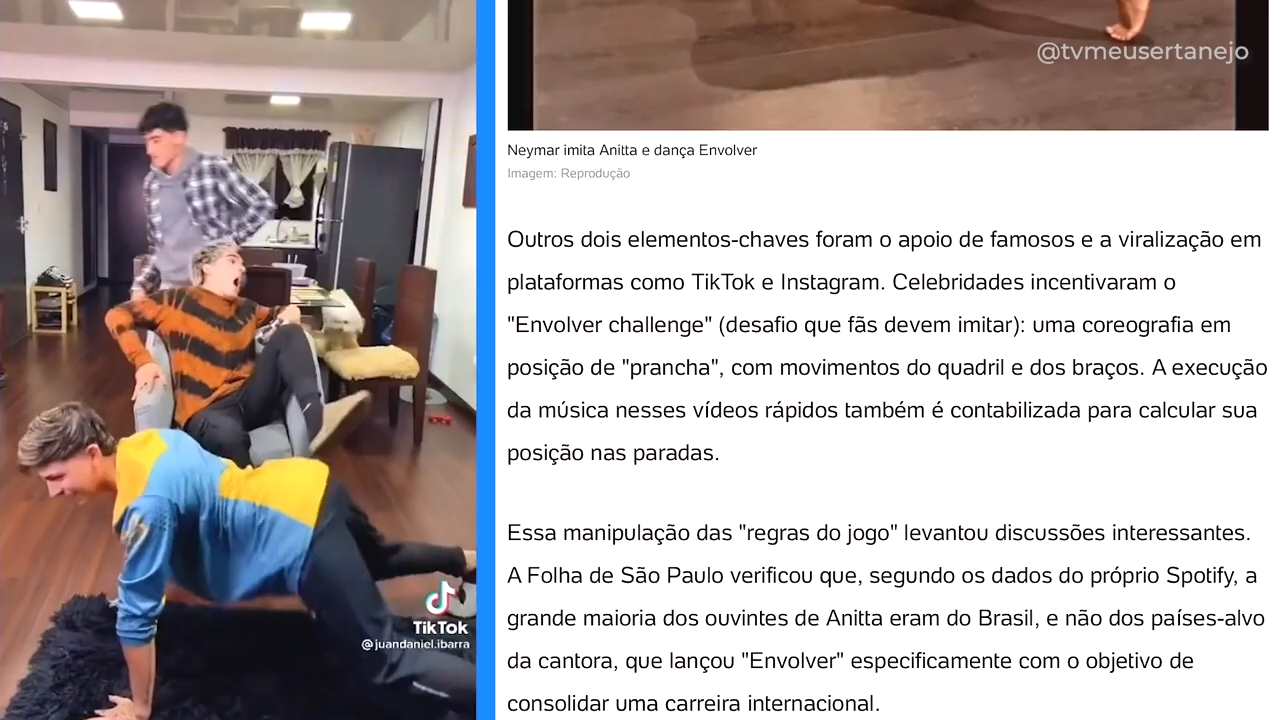 TikTok
@juandaniel.ibarra
@tvmeusertanejo
Neymar imita Anitta e dança Envolver
Imagem: Reprodução
Outros dois elementos-chaves foram o apoio de famosos e a viralização em
plataformas como TikTok e Instagram. Celebridades incentivaram o
"Envolver challenge" (desafio que fãs devem imitar): uma coreografia em
posição de "prancha", com movimentos do quadril e dos braços. A execução
da música nesses vídeos rápidos também é contabilizada para calcular sua
posição nas paradas.
Essa manipulação das "regras do jogo" levantou discussões interessantes.
A Folha de São Paulo verificou que, segundo os dados do próprio Spotify, a
grande maioria dos ouvintes de Anitta eram do Brasil, e não dos países-alvo
da cantora, que lançou "Envolver" especificamente com o objetivo de
consolidar uma carreira internacional.